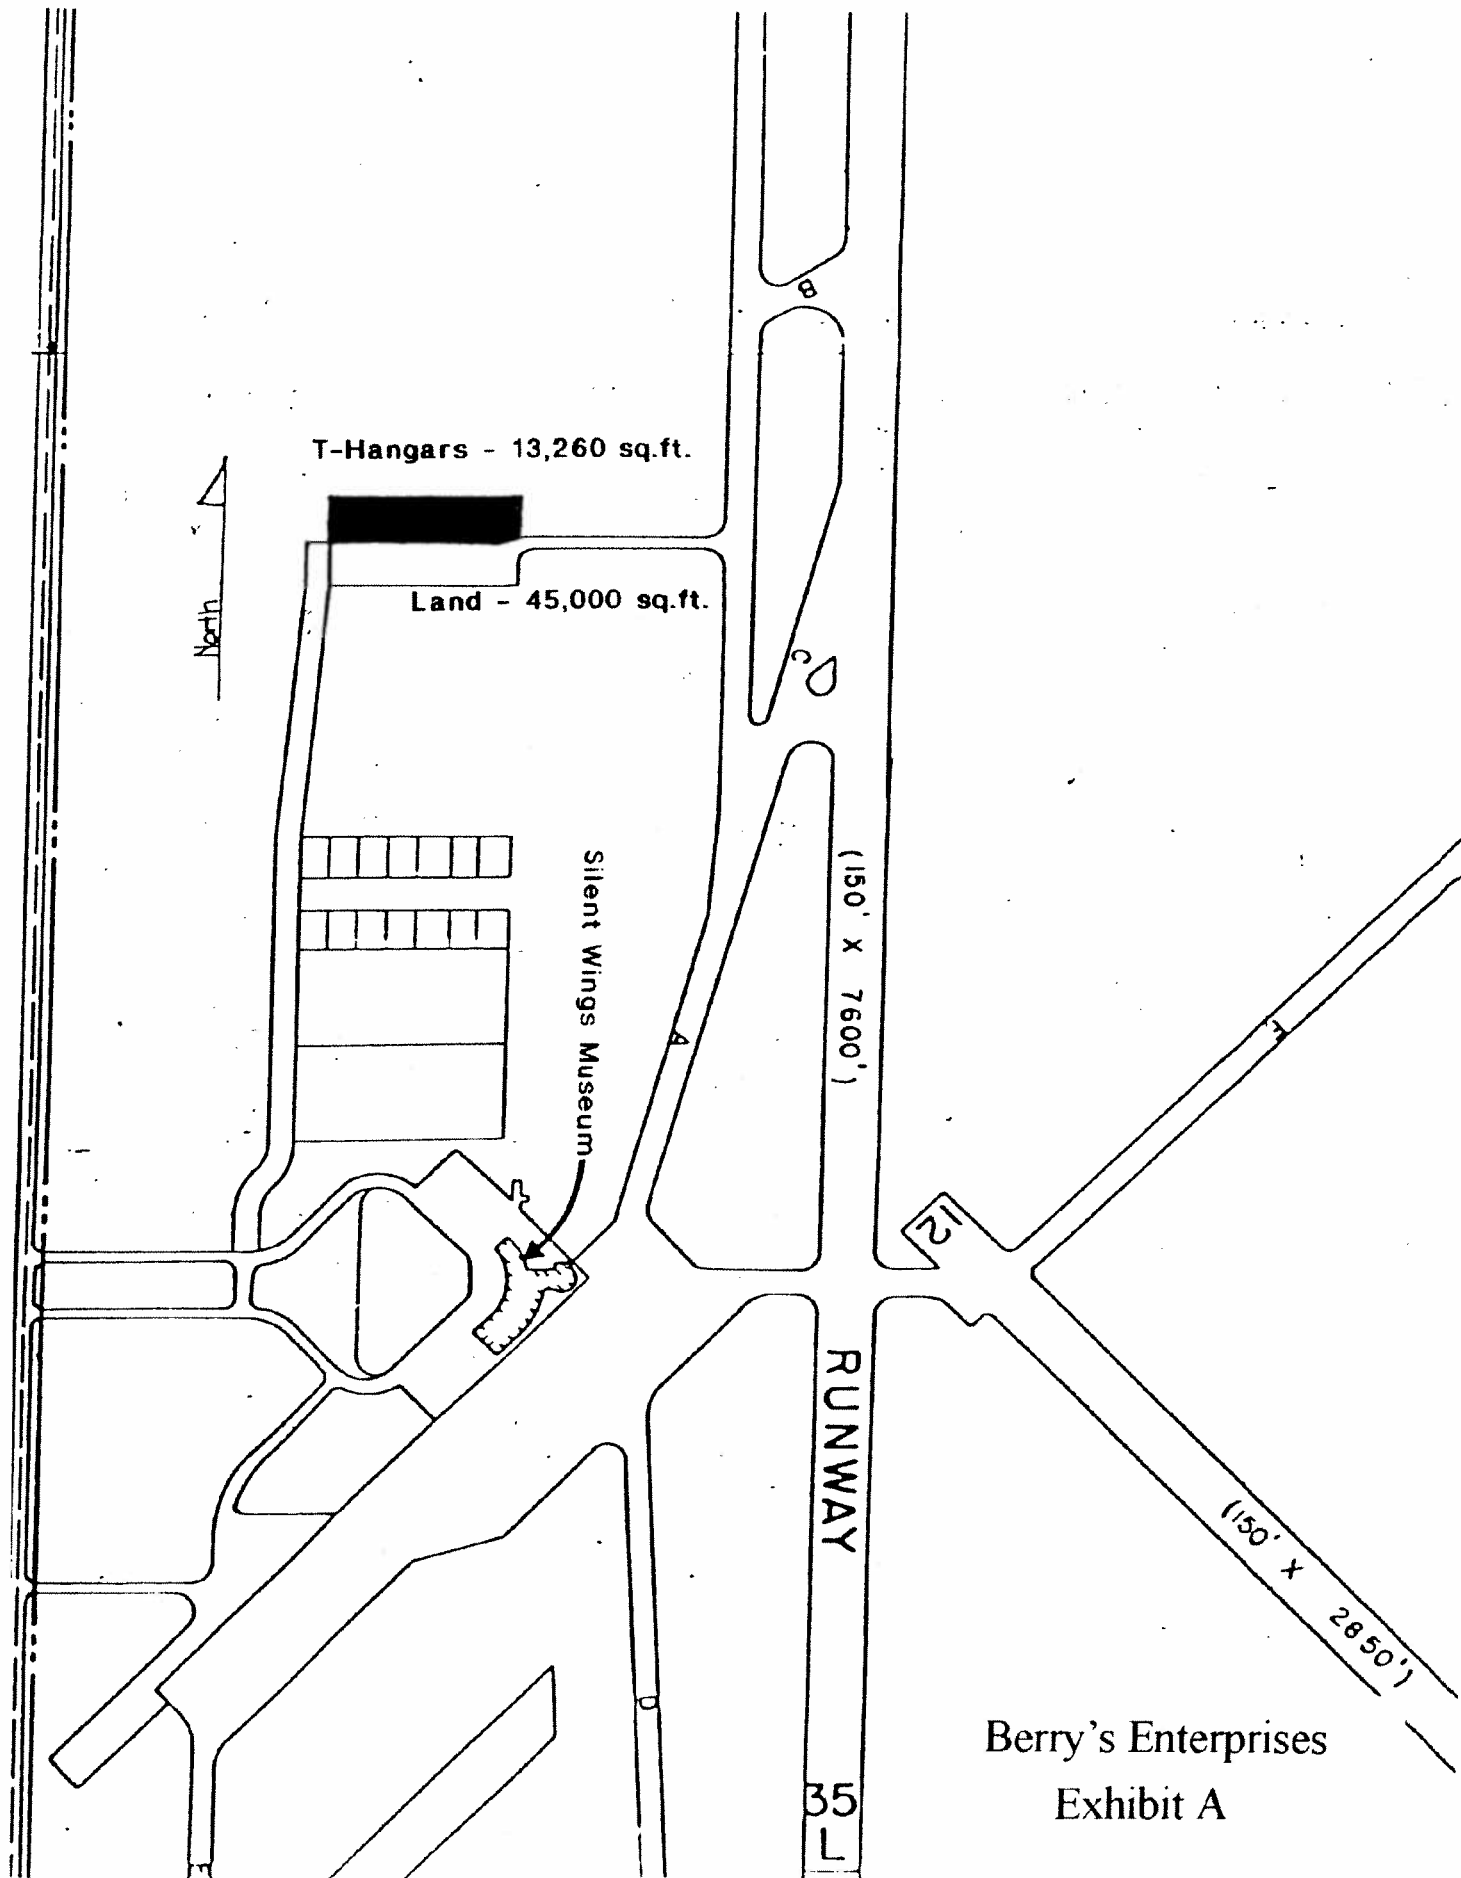 B
T-Hangars - 13,260 sq.ft.
Land - 45,000 sq.ft.
North
C
Silent Wings Museum
(150' X 7600')
A
F
12
RUNWAY
(150' X 2850')
D
Berry's Enterprises
Exhibit A
35
L